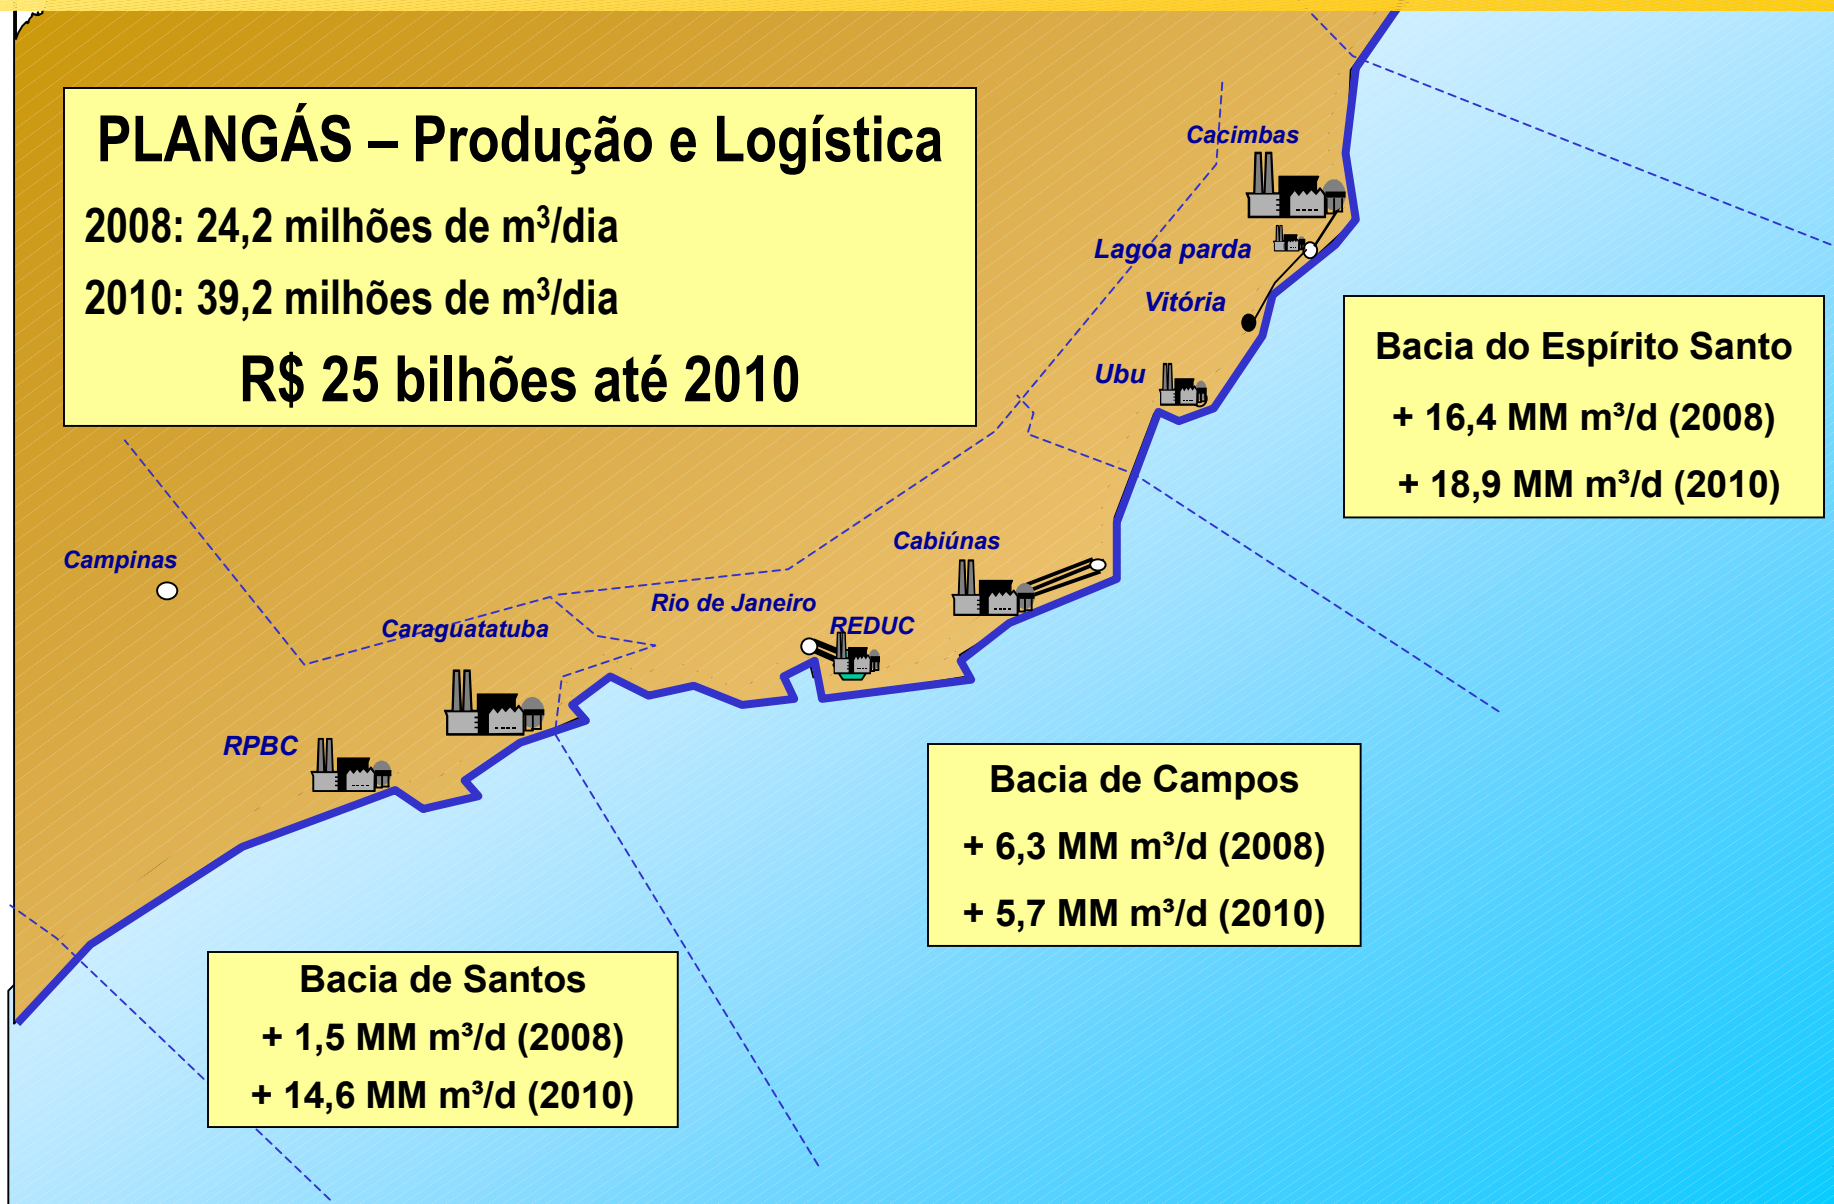 PLANGÁS – Produção e Logística
2008: 24,2 milhões de m³/dia
2010: 39,2 milhões de m³/dia
R$ 25 bilhões até 2010
Cacimbas
Lagoa parda
Vitória
Ubu
Bacia do Espírito Santo
+ 16,4 MM m³/d (2008)
+ 18,9 MM m³/d (2010)
Campinas
Cabiúnas
Rio de Janeiro
REDUC
Caraguatatuba
RPBC
Bacia de Campos
+ 6,3 MM m³/d (2008)
+ 5,7 MM m³/d (2010)
Bacia de Santos
+ 1,5 MM m³/d (2008)
+ 14,6 MM m³/d (2010)